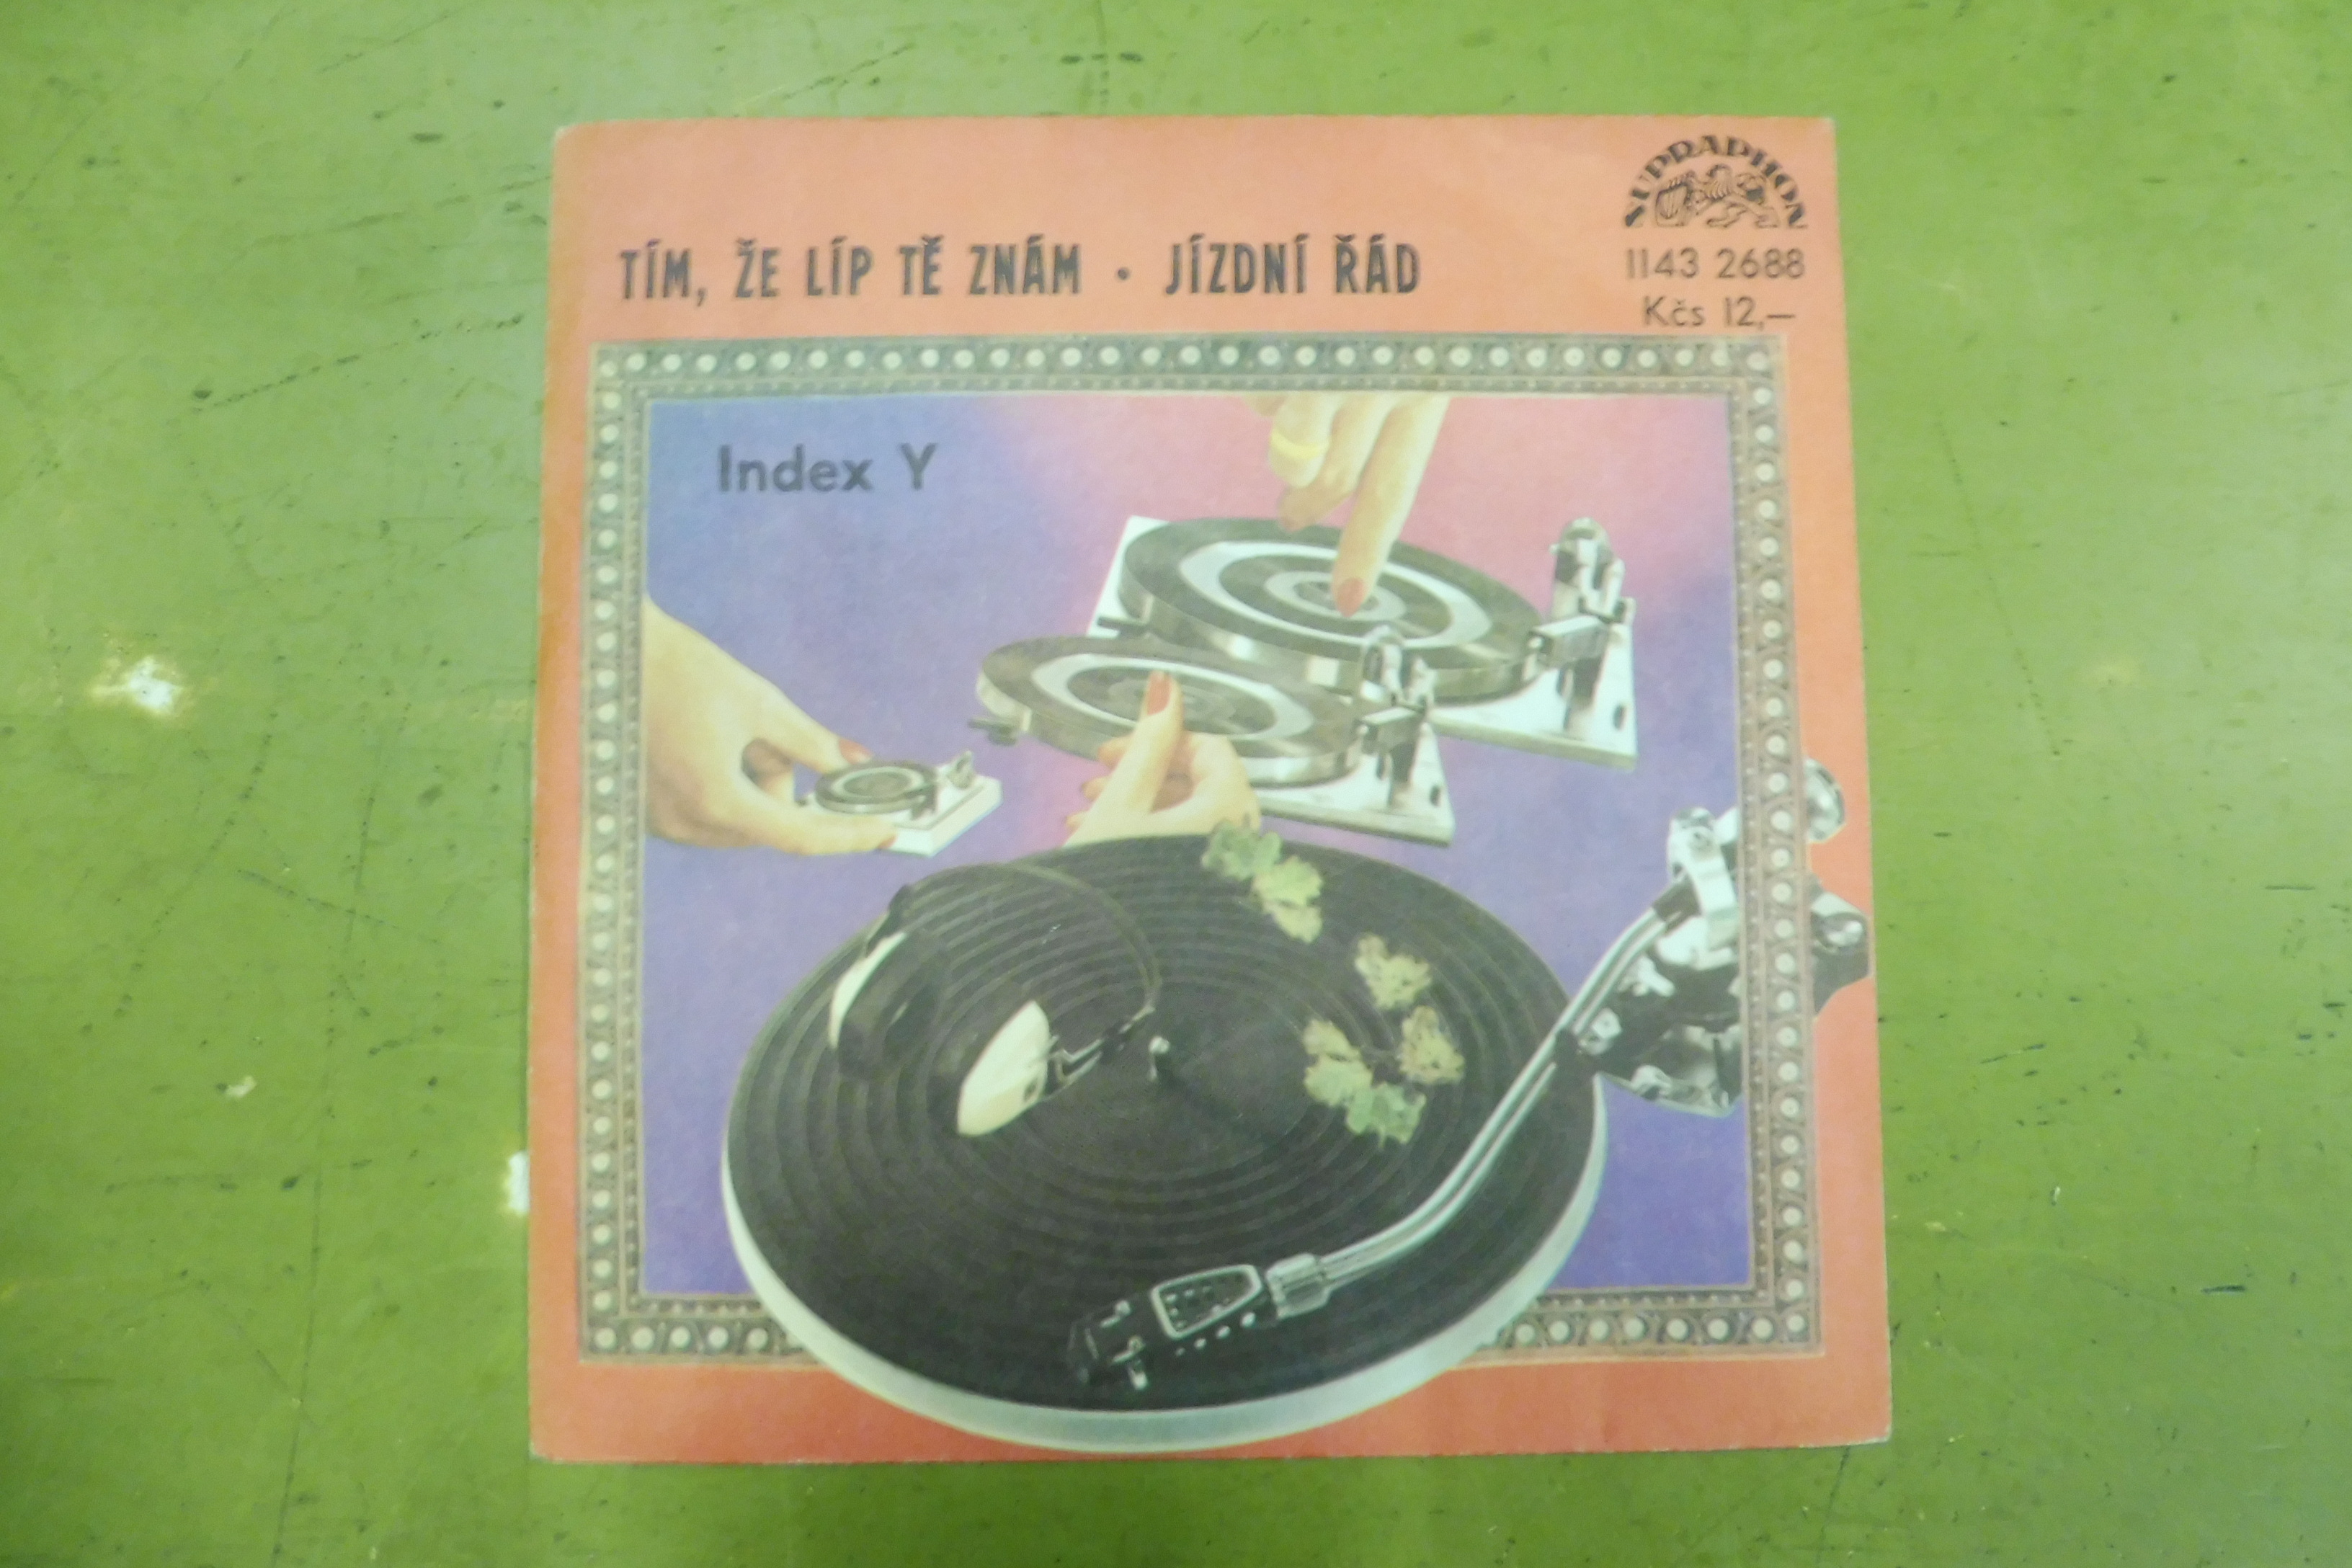 SUPRAPHON
TÍM, ŽE LÍP TĚ ZNÁM • JÍZDNÍ ŘÁD
1143 2688
Kčs 12,—
Index Y